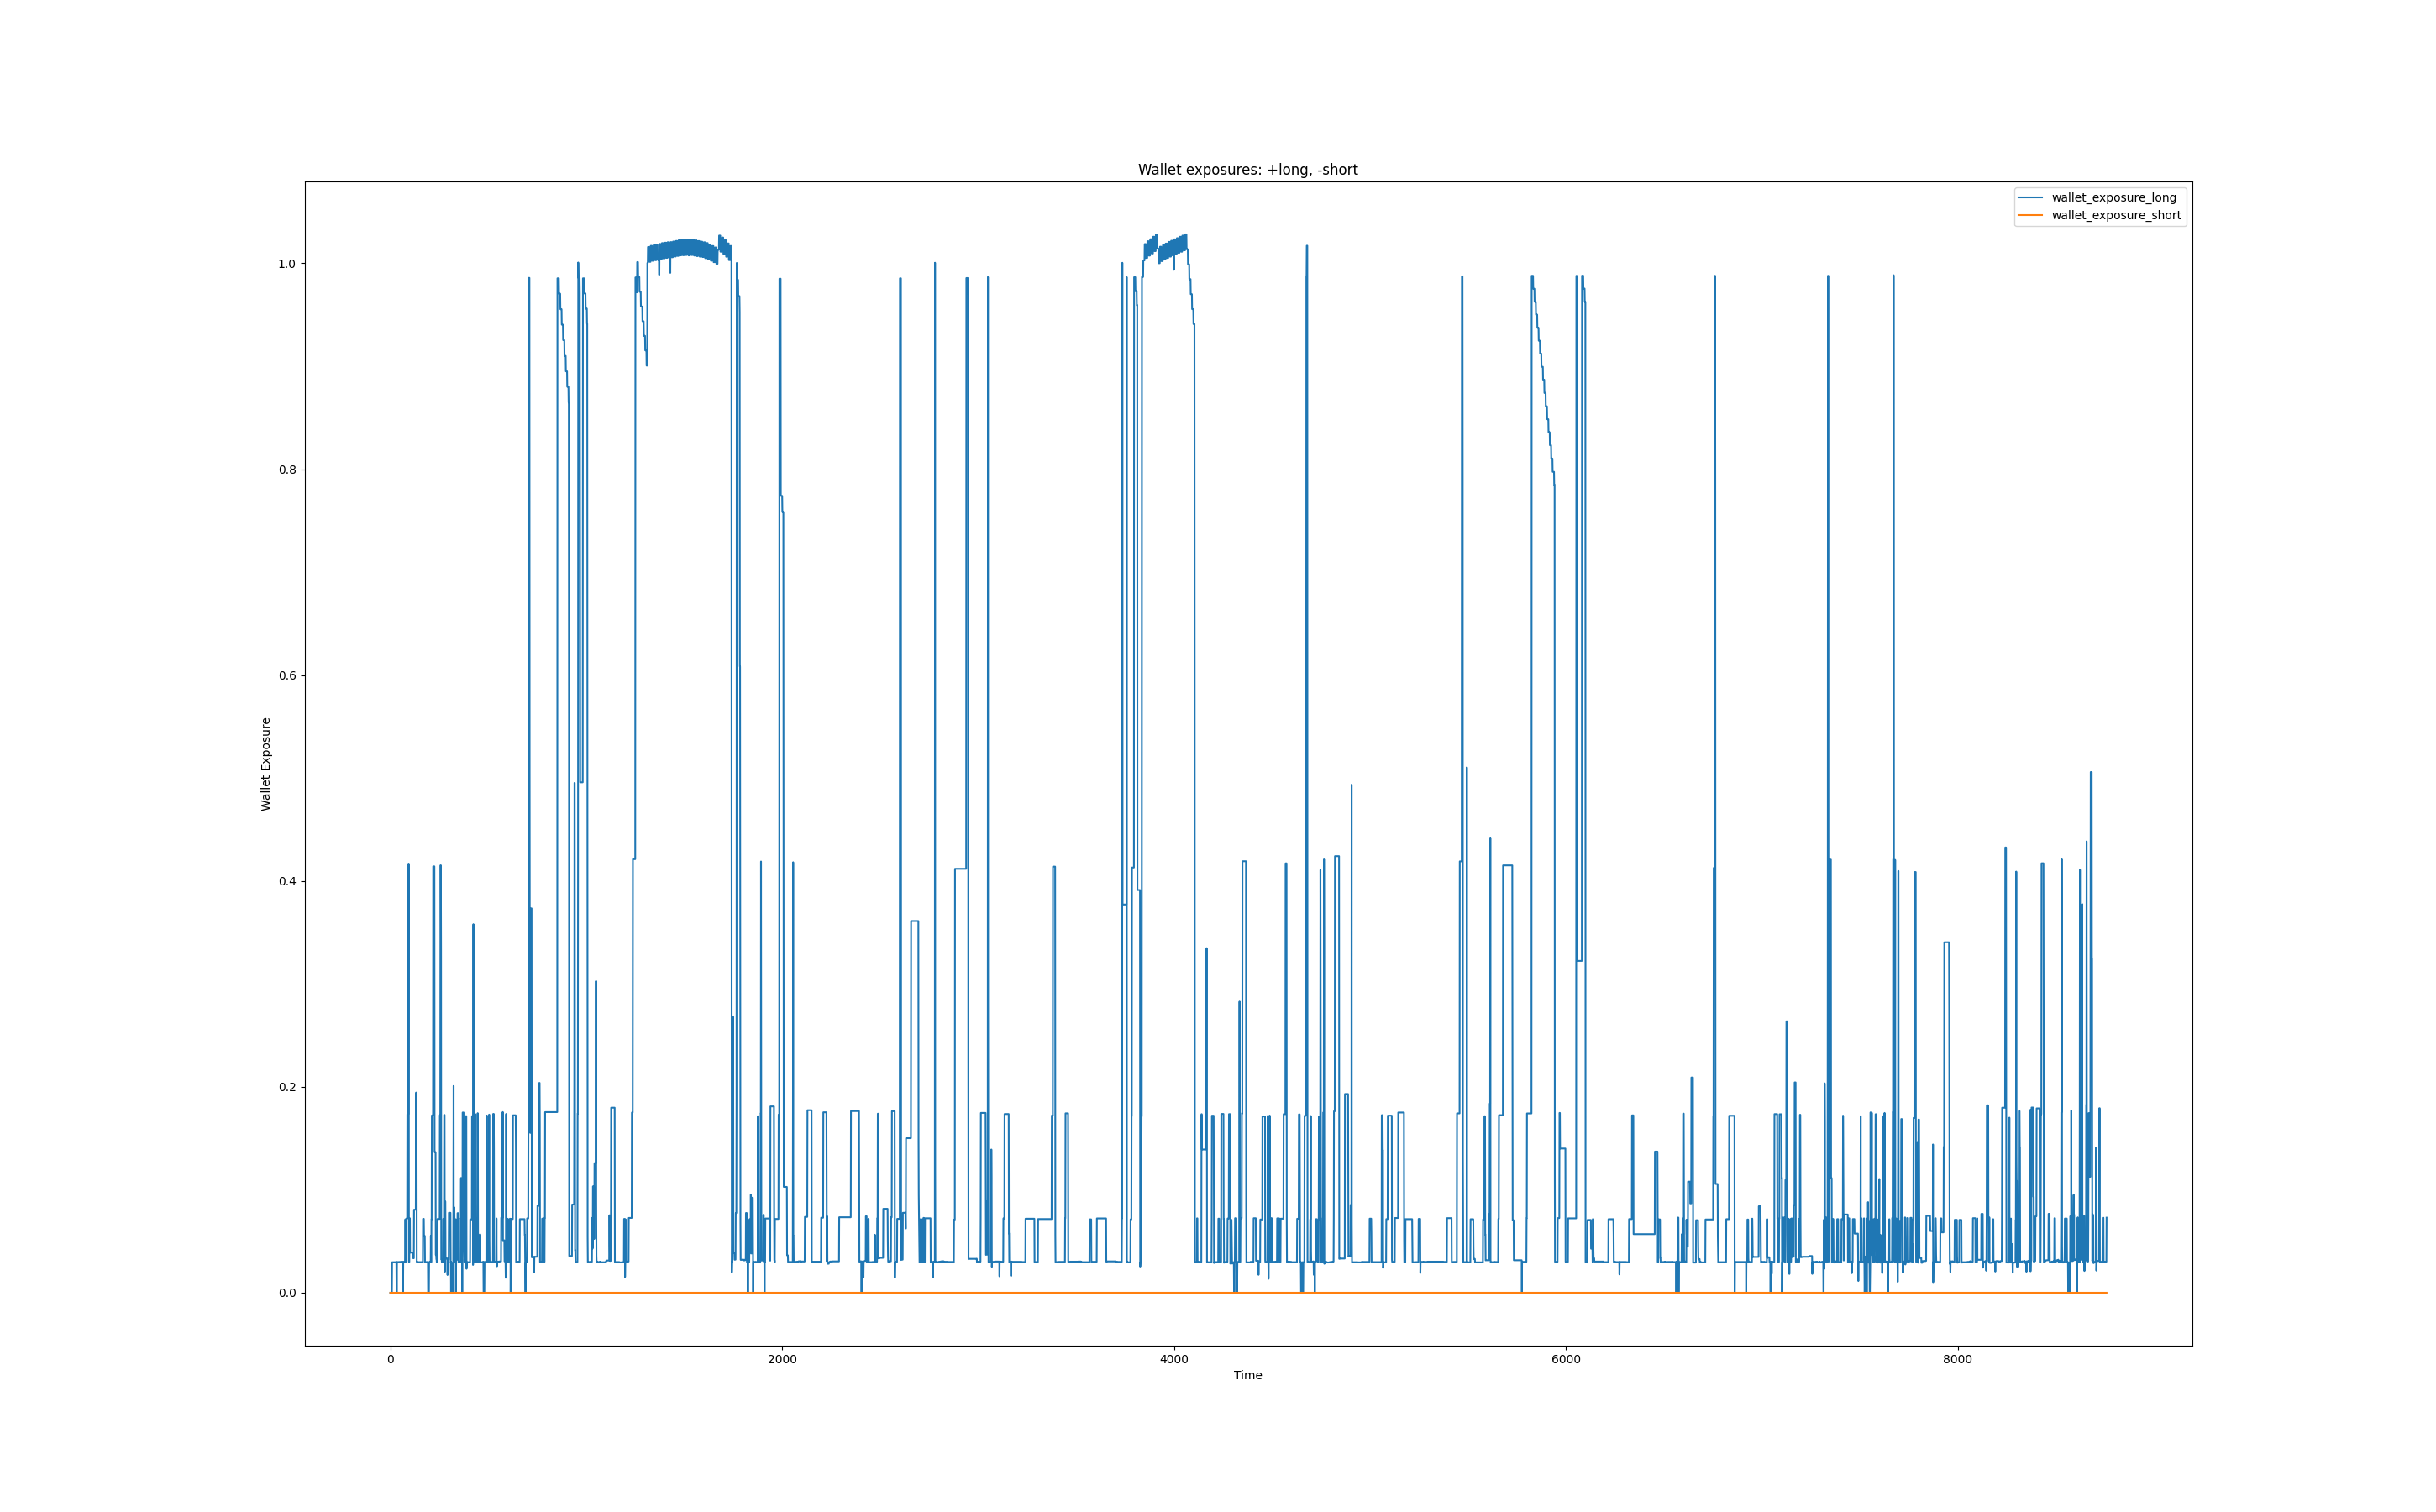 Wallet exposures: +long, -short
wallet_exposure_long
wallet_exposure_short
1.0
0.8
0.6
0.4
0.2
0.0
Wallet Exposure
0 2000 4000 6000 8000
Time